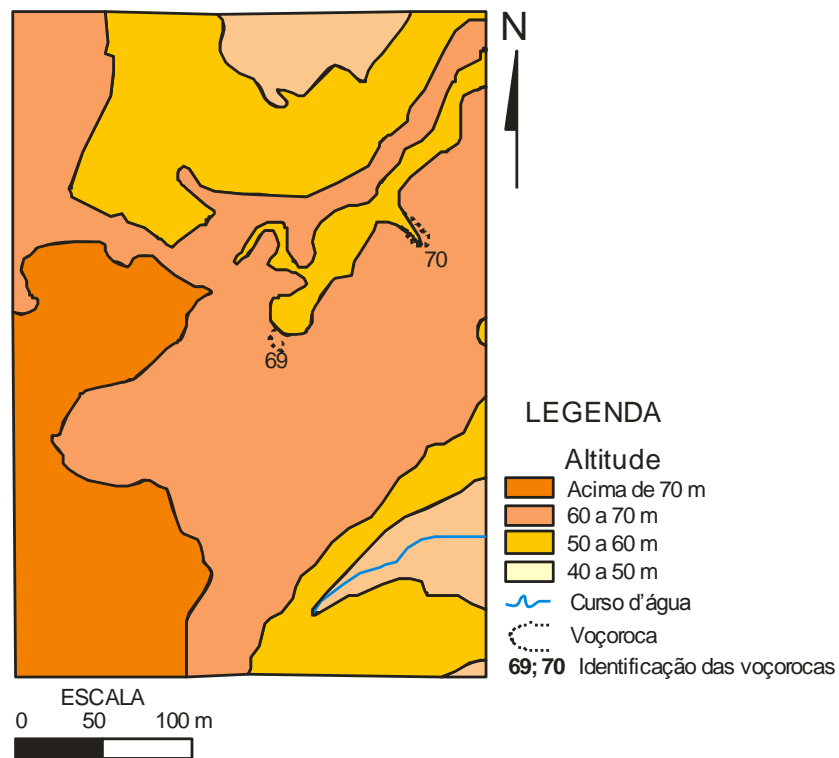 N
70
69
LEGENDA
Altitude
Acima de 70 m
60 a 70 m
50 a 60 m
40 a 50 m
Curso d'água
Voçoroca
69; 70 Identificação das voçorocas
ESCALA
0 50 100 m